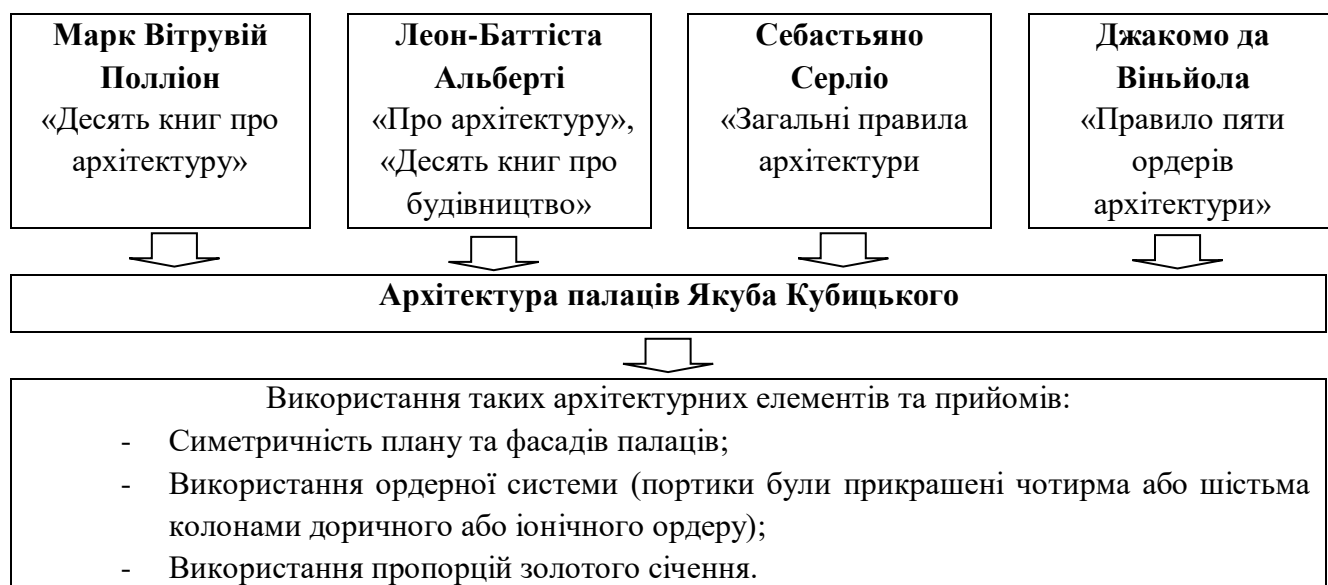 Марк Вітрувій
Полліон
«Десять книг про
архітектуру»
Леон-Баттіста
Альберті
«Про архітектуру»,
«Десять книг про
будівництво»
Себастьяно
Серліо
«Загальні правила
архітектури
Джакомо да
Віньйола
«Правило пяти
ордерів
архітектури»
Архітектура палаців Якуба Кубицького
Використання таких архітектурних елементів та прийомів:
- Симетричність плану та фасадів палаців;
- Використання ордерної системи (портики були прикрашені чотирма або шістьма
колонами доричного або іонічного ордеру);
- Використання пропорцій золотого січення.